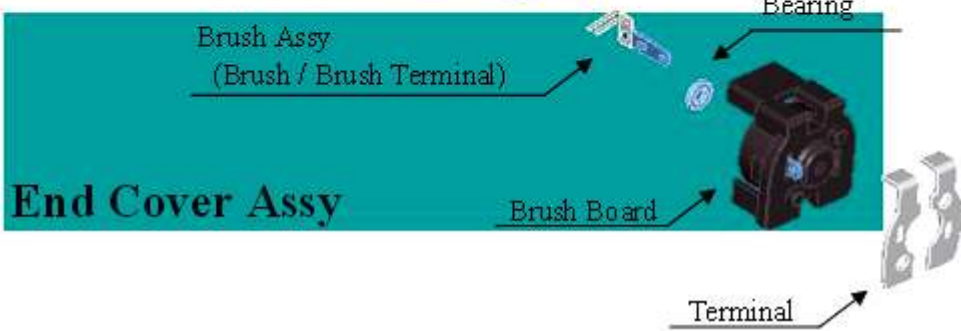 Bearing
Brush Assy
(Brush / Brush Terminal)
End Cover Assy
Brush Board
Terminal